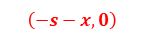 (−s − x, 0)